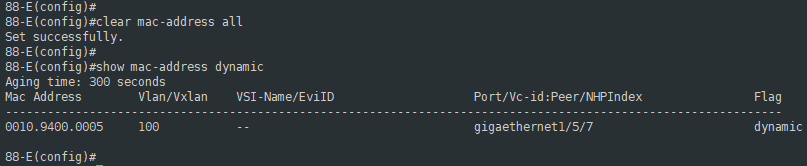 88-E(config)#
88-E(config)#clear mac-address all
Set successfully.
88-E(config)#
88-E(config)#show mac-address dynamic
Aging time: 300 seconds
Mac Address Vlan/Vxlan VSI-Name/EviID Port/Vc-id:Peer/NHPIndex Flag
--------------------------------------------------------------------------------------------------------
0010.9400.0005 100 -- gigaethernet1/5/7 dynamic
88-E(config)#